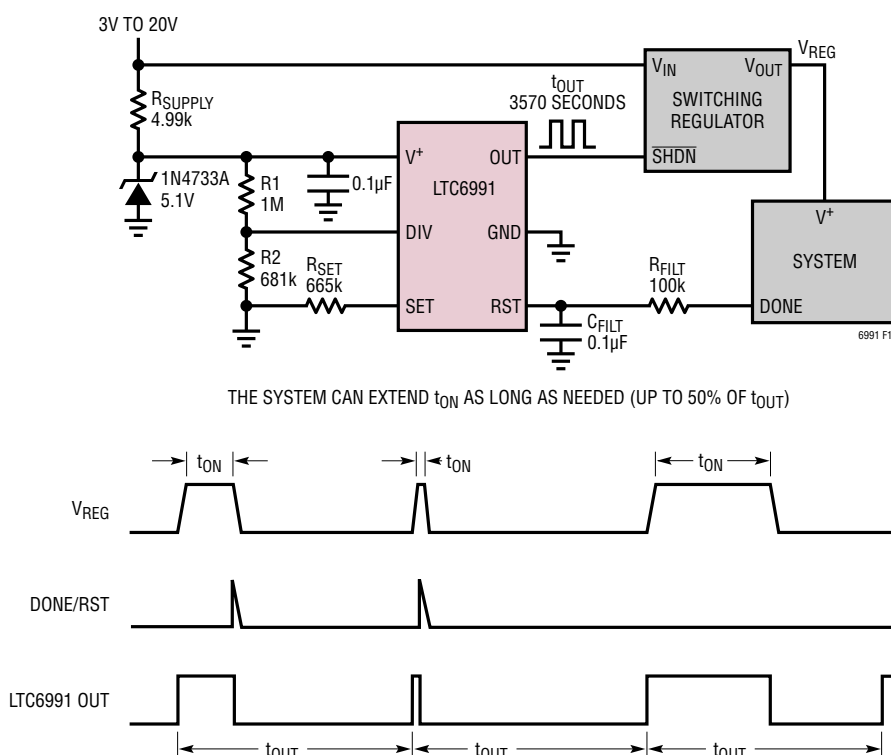 3V TO 20V
RSUPPLY
4.99k
1N4733A
5.1V
R1
1M
R2
681k
RSET
665k
0.1µF
V+
OUT
LTC6991
DIV
GND
SET
RST
tOUT
3570 SECONDS
VIN
VOUT
SWITCHING
REGULATOR
SHDN
VREG
V+
SYSTEM
DONE
RFILT
100k
CFILT
0.1µF
6991 F1
THE SYSTEM CAN EXTEND tON AS LONG AS NEEDED (UP TO 50% OF tOUT)
tON
tON
tON
VREG
DONE/RST
LTC6991 OUT
tOUT
tOUT
tOUT